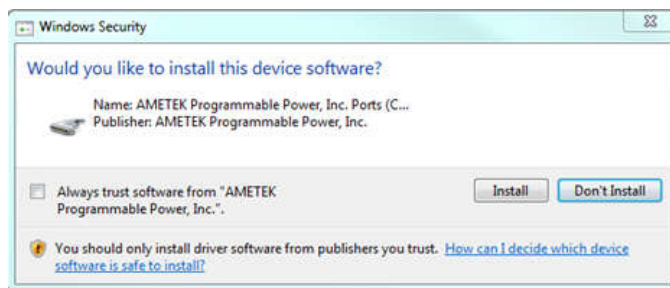 Windows Security
Would you like to install this device software?
Name: AMETEK Programmable Power, Inc. Ports (C...
Publisher: AMETEK Programmable Power, Inc.
Always trust software from "AMETEK
Programmable Power, Inc.".
Install
Don't Install
You should only install driver software from publishers you trust. How can I decide which device
software is safe to install?